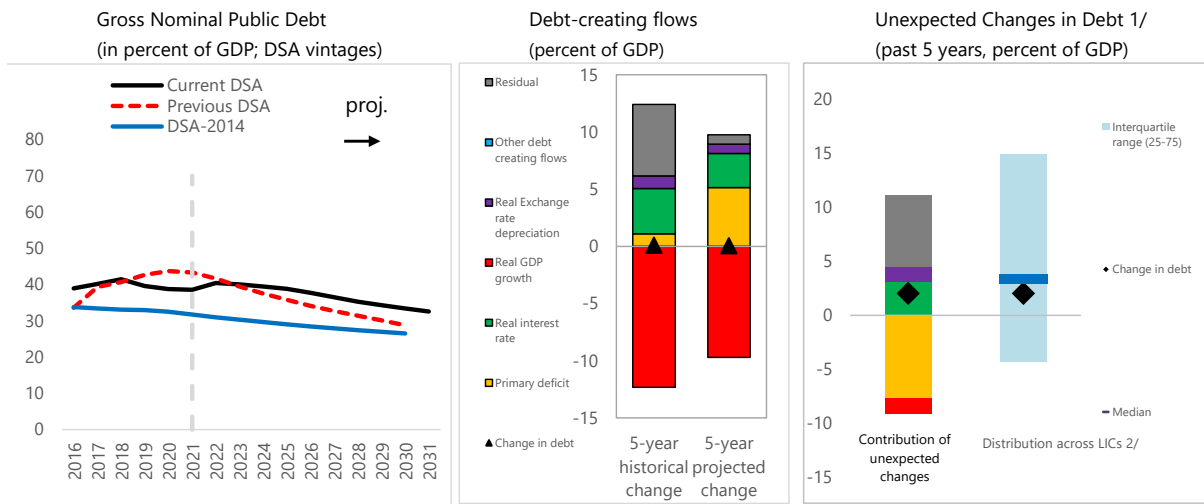 Gross Nominal Public Debt
(in percent of GDP; DSA vintages)
Current DSA
Previous DSA
DSA-2014
proj.
80
70
60
50
40
30
20
10
0
2016
2017
2018
2019
2020
2021
2022
2023
2024
2025
2026
2027
2028
2029
2030
2031
Debt-creating flows
(percent of GDP)
Residual
Other debt
creating flows
Real Exchange
rate
depreciation
Real GDP
growth
Real interest
rate
Primary deficit
Change in debt
15
10
5
0
-5
-10
-15
5-year
historical
change
5-year
projected
change
Unexpected Changes in Debt 1/
(past 5 years, percent of GDP)
20
15
10
5
0
-5
-10
-15
Interquartile
range (25-75)
Change in debt
Median
Contribution of
unexpected
changes
Distribution across LICs 2/